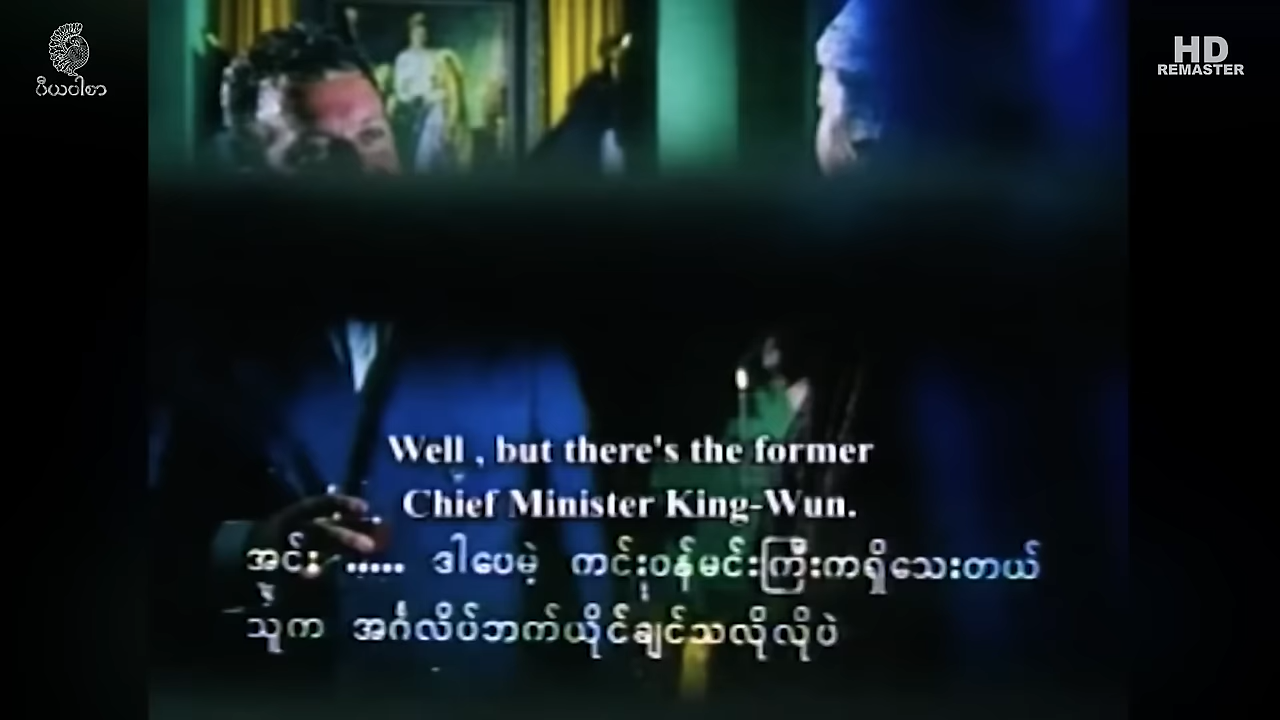 ဝီယပါစာ
HD
REMASTER
Well , but there's the former
Chief Minister King-Wun.
အင်း ..... ဒါပေမဲ့ ကင်းဝန်မင်းကြီးကရှိသေးတယ်
သူက အင်္ဂလိပ်ဘက်ယိုင်ချင်သလိုလိုပဲ